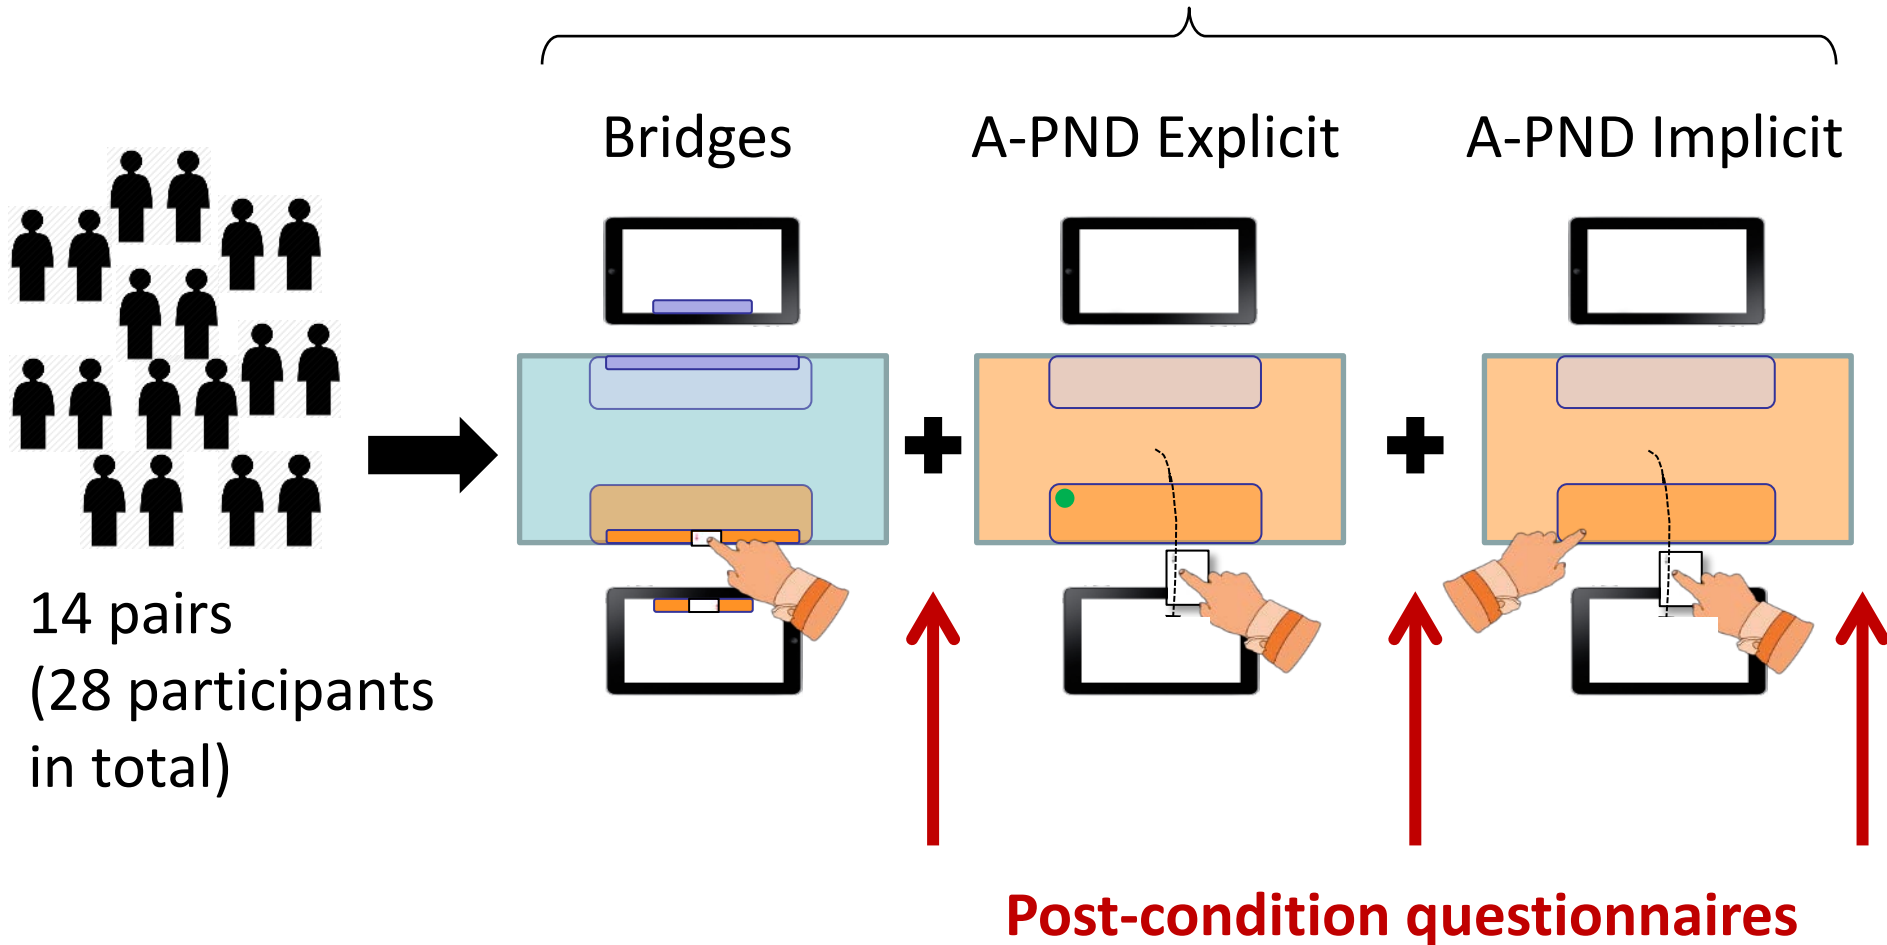 Bridges
A-PND Explicit
A-PND Implicit
14 pairs
(28 participants
in total)
Post-condition questionnaires